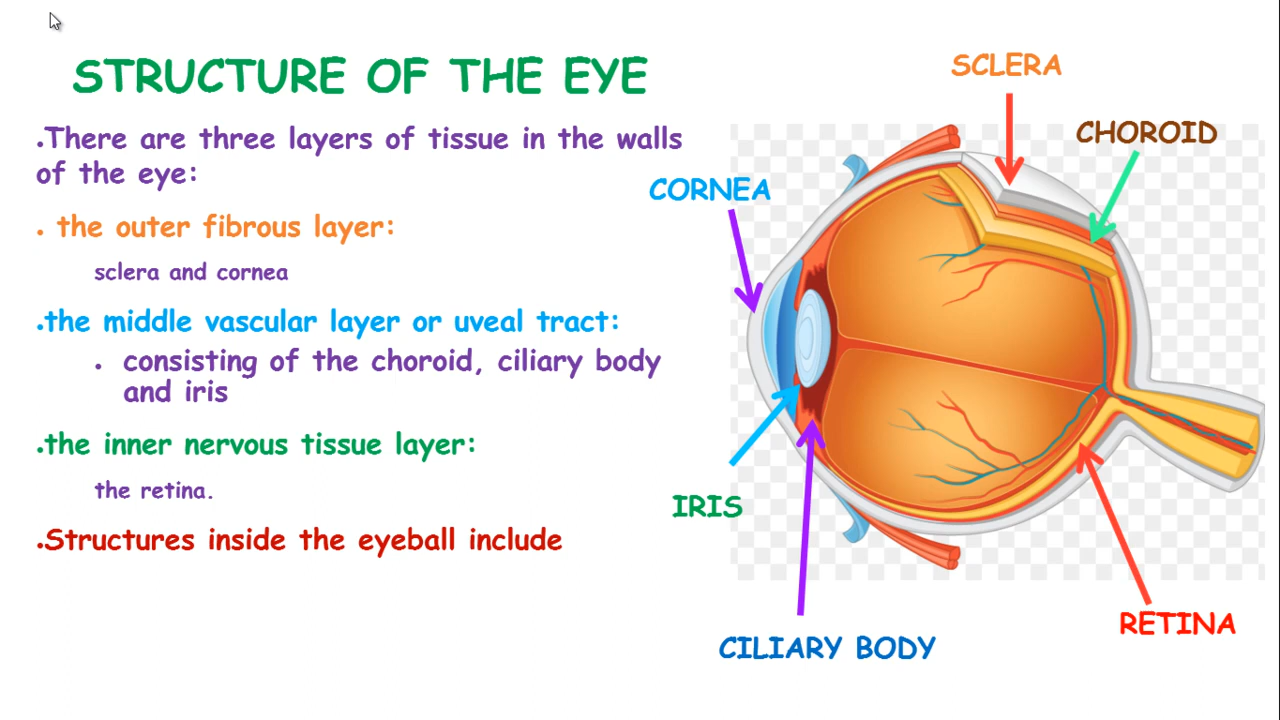 STRUCTURE OF THE EYE
•There are three layers of tissue in the walls
of the eye:
• the outer fibrous layer:
sclera and cornea
•the middle vascular layer or uveal tract:
• consisting of the choroid, ciliary body
and iris
•the inner nervous tissue layer:
the retina.
•Structures inside the eyeball include
SCLERA
CHOROID
CORNEA
IRIS
RETINA
CILIARY BODY